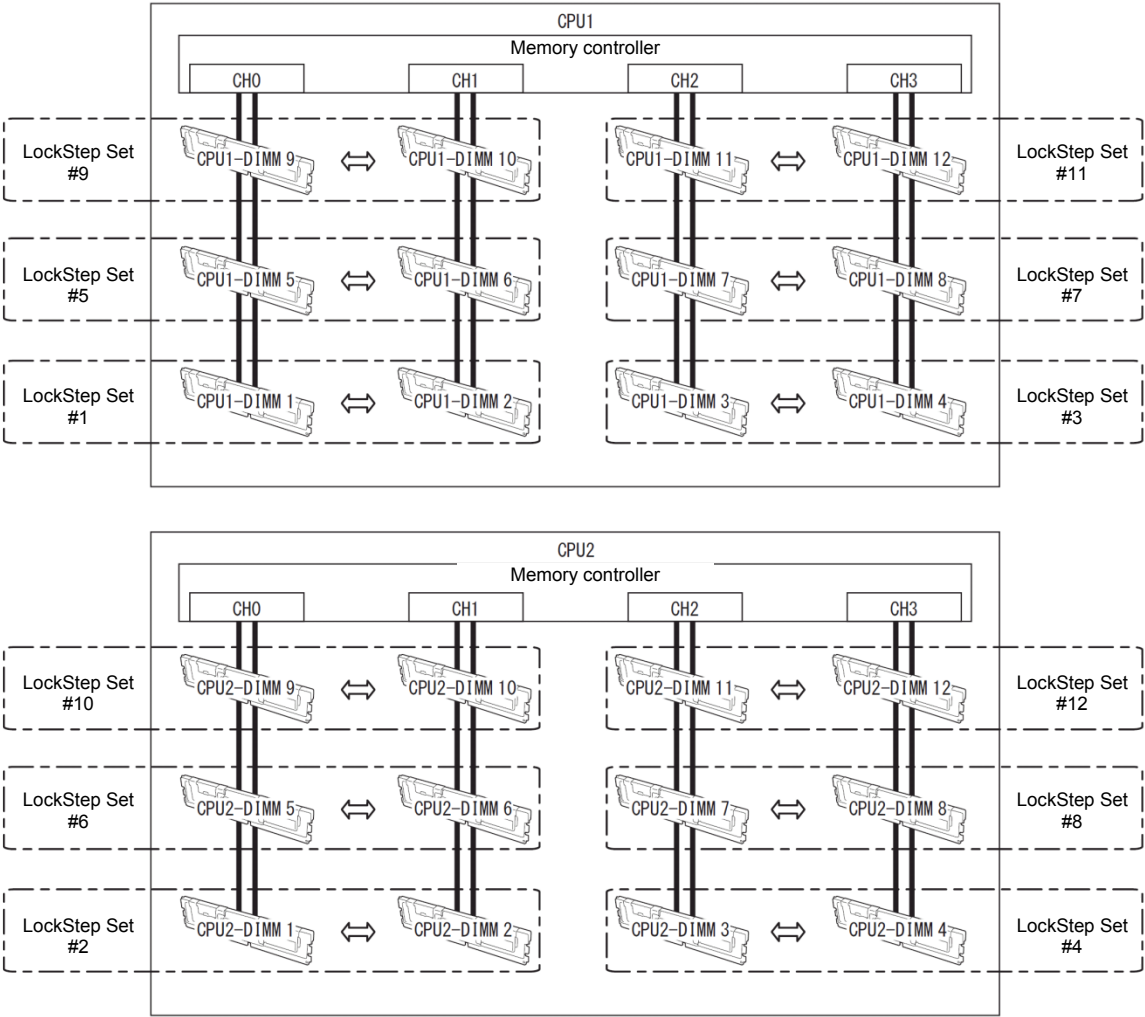 CPU1
Memory controller
CH0
CH1
CH2
CH3
LockStep Set
#9
CPU1-DIMM 9
CPU1-DIMM 10
CPU1-DIMM 11
CPU1-DIMM 12
LockStep Set
#11
LockStep Set
#5
CPU1-DIMM 5
CPU1-DIMM 6
CPU1-DIMM 7
CPU1-DIMM 8
LockStep Set
#7
LockStep Set
#1
CPU1-DIMM 1
CPU1-DIMM 2
CPU1-DIMM 3
CPU1-DIMM 4
LockStep Set
#3
CPU2
Memory controller
CH0
CH1
CH2
CH3
LockStep Set
#10
CPU2-DIMM 9
CPU2-DIMM 10
CPU2-DIMM 11
CPU2-DIMM 12
LockStep Set
#12
LockStep Set
#6
CPU2-DIMM 5
CPU2-DIMM 6
CPU2-DIMM 7
CPU2-DIMM 8
LockStep Set
#8
LockStep Set
#2
CPU2-DIMM 1
CPU2-DIMM 2
CPU2-DIMM 3
CPU2-DIMM 4
LockStep Set
#4